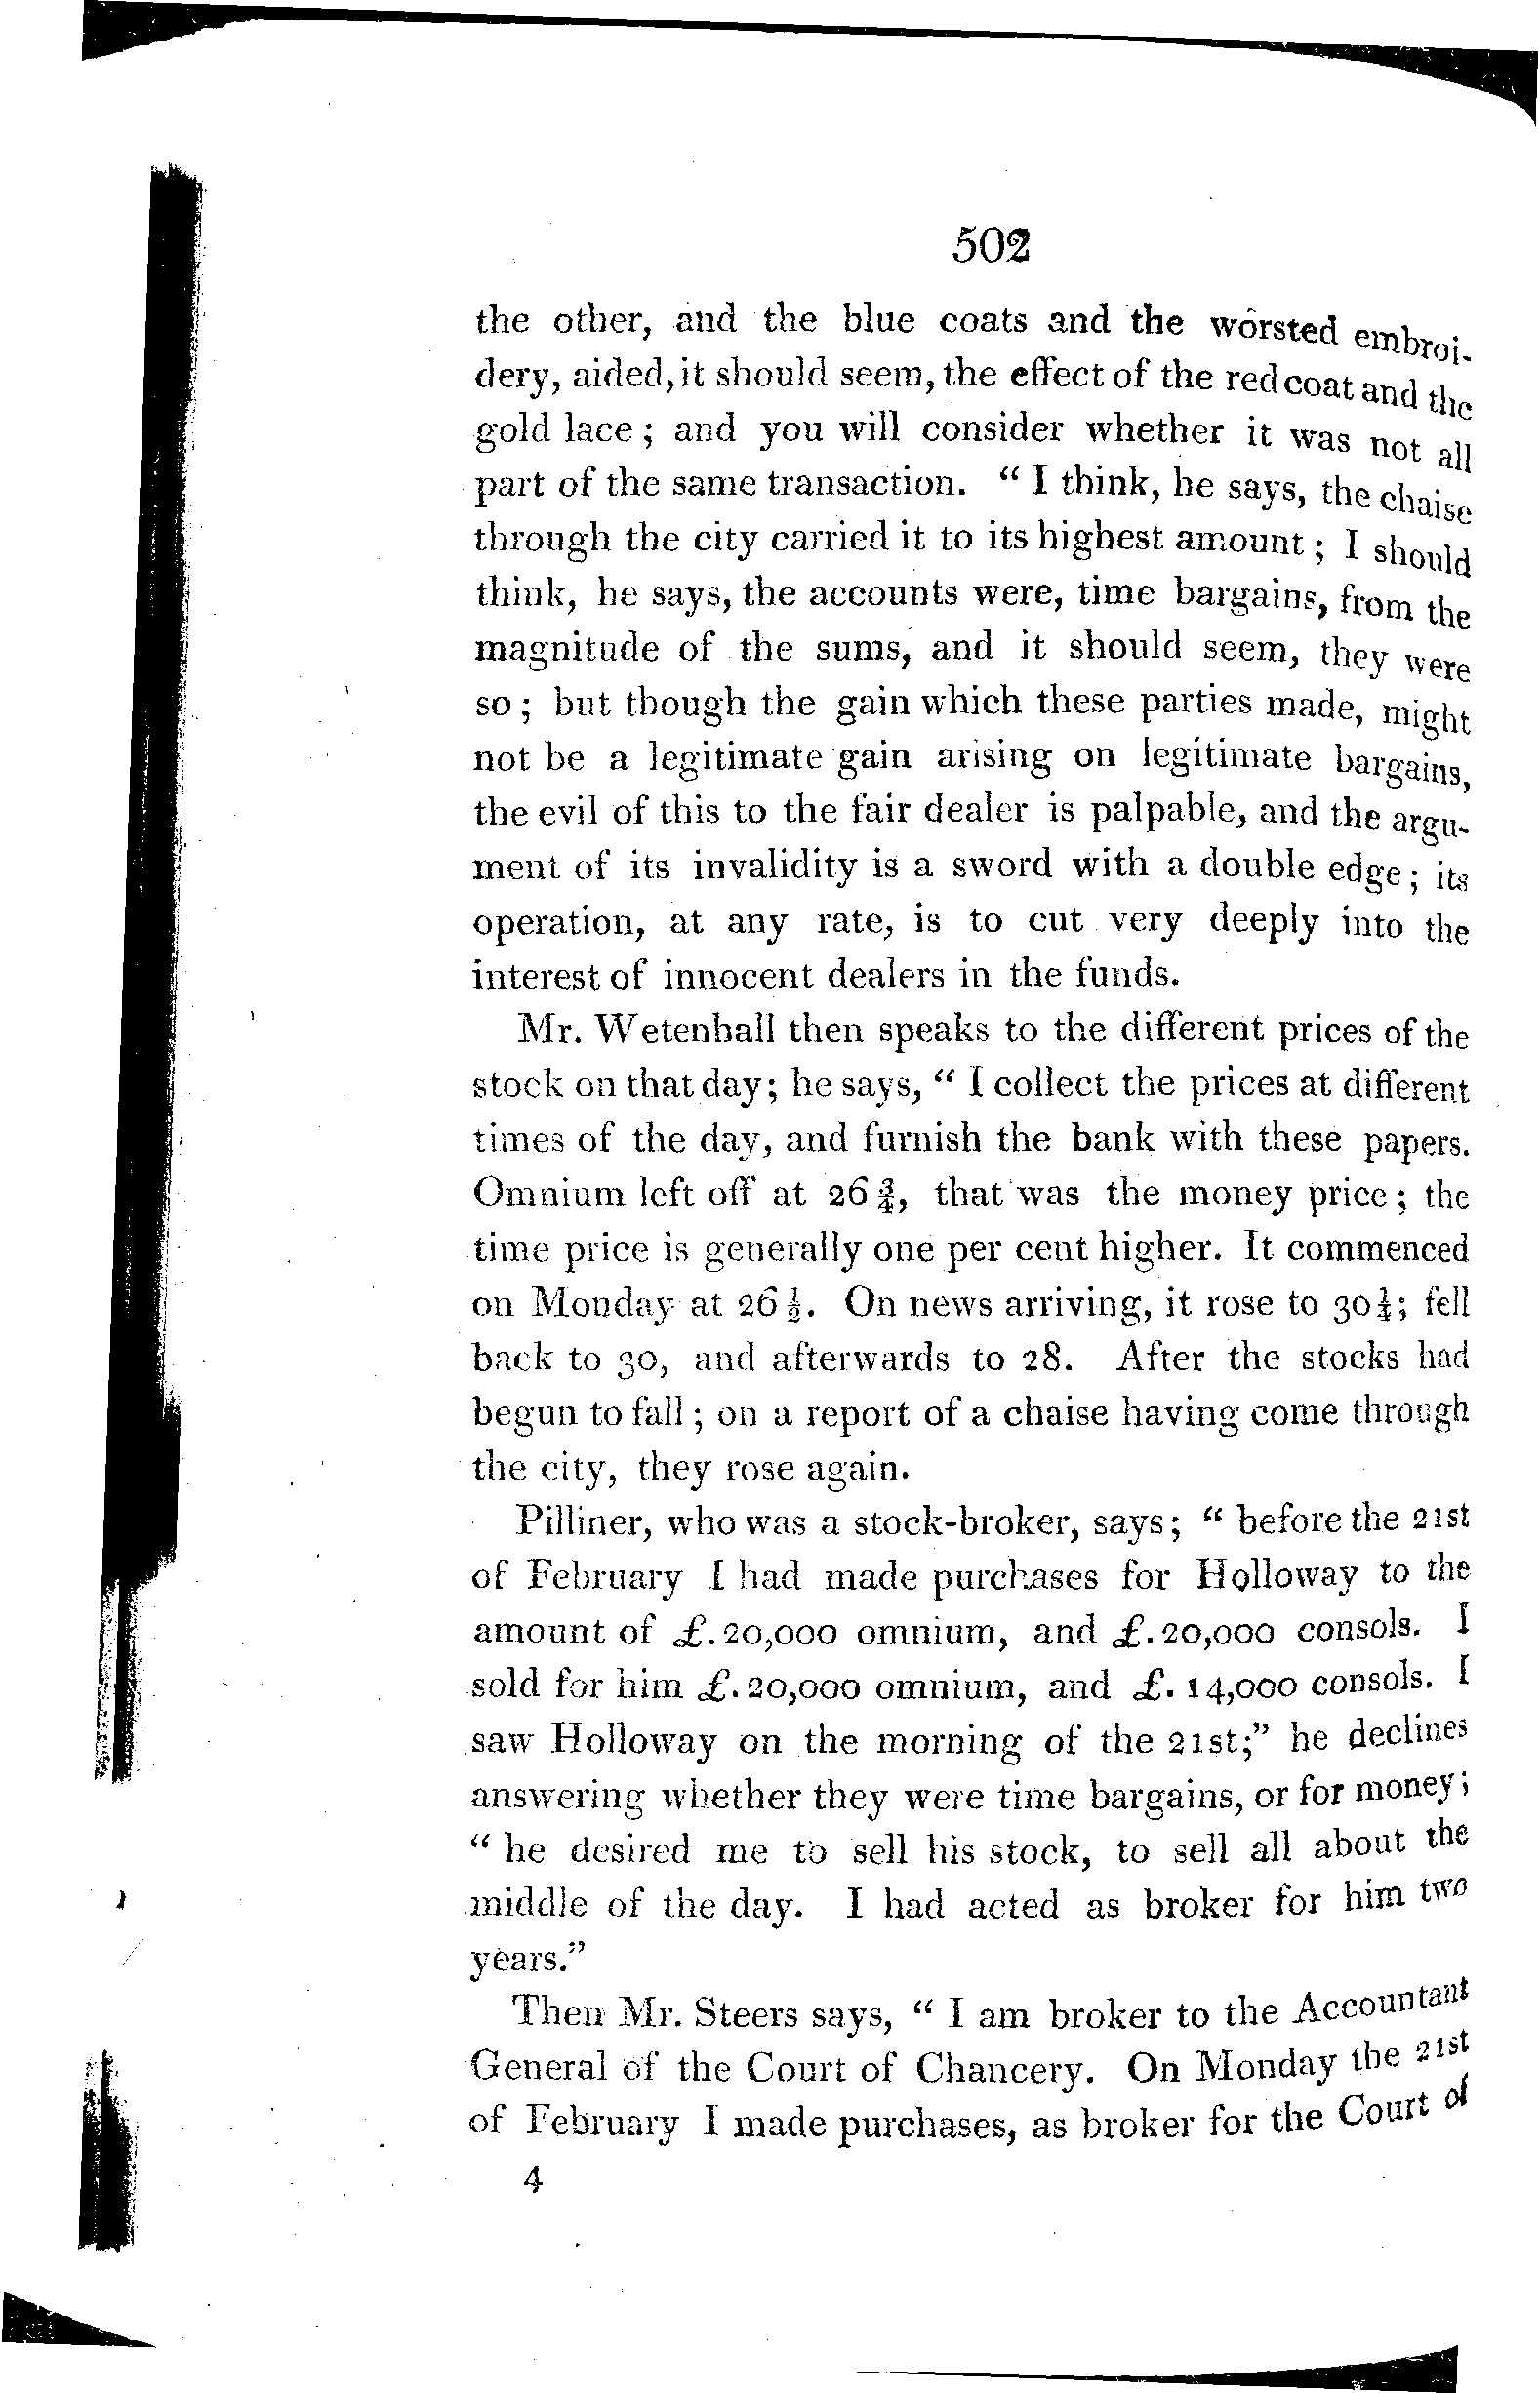 502
the other, and the blue coats and the worsted embroi-
dery, aided, it should seem, the effect of the red coat and the
gold lace; and you will consider whether it was not all
part of the same transaction. " I think, he says, the chaise
through the city carried it to its highest amount; I should
think, he says, the accounts were, time bargains, from the
magnitude of the sums, and it should seem, they were
so; but though the gain which these parties made, might
not be a legitimate gain arising on legitimate bargains,
the evil of this to the fair dealer is palpable, and the argu-
ment of its invalidity is a sword with a double edge; its
operation, at any rate, is to cut very deeply into the
interest of innocent dealers in the funds.
Mr. Wetenhall then speaks to the different prices of the
stock on that day; he says, " I collect the prices at different
times of the day, and furnish the bank with these papers.
Omnium left off at 26 ¾, that was the money price; the
time price is generally one per cent higher. It commenced
on Monday at 26 ½. On news arriving, it rose to 30 ¼; fell
back to 30, and afterwards to 28. After the stocks had
begun to fall; on a report of a chaise having come through
the city, they rose again.
Pilliner, who was a stock-broker, says; " before the 21st
of February I had made purchases for Holloway to the
amount of £. 20,000 omnium, and £. 20,000 consols. I
sold for him £. 20,000 omnium, and £. 14,000 consols. I
saw Holloway on the morning of the 21st;" he declines
answering whether they were time bargains, or for money;
" he desired me to sell his stock, to sell all about the
middle of the day. I had acted as broker for him two
years."
Then Mr. Steers says, " I am broker to the Accountant
General of the Court of Chancery. On Monday the 21st
of February I made purchases, as broker for the Court of
4